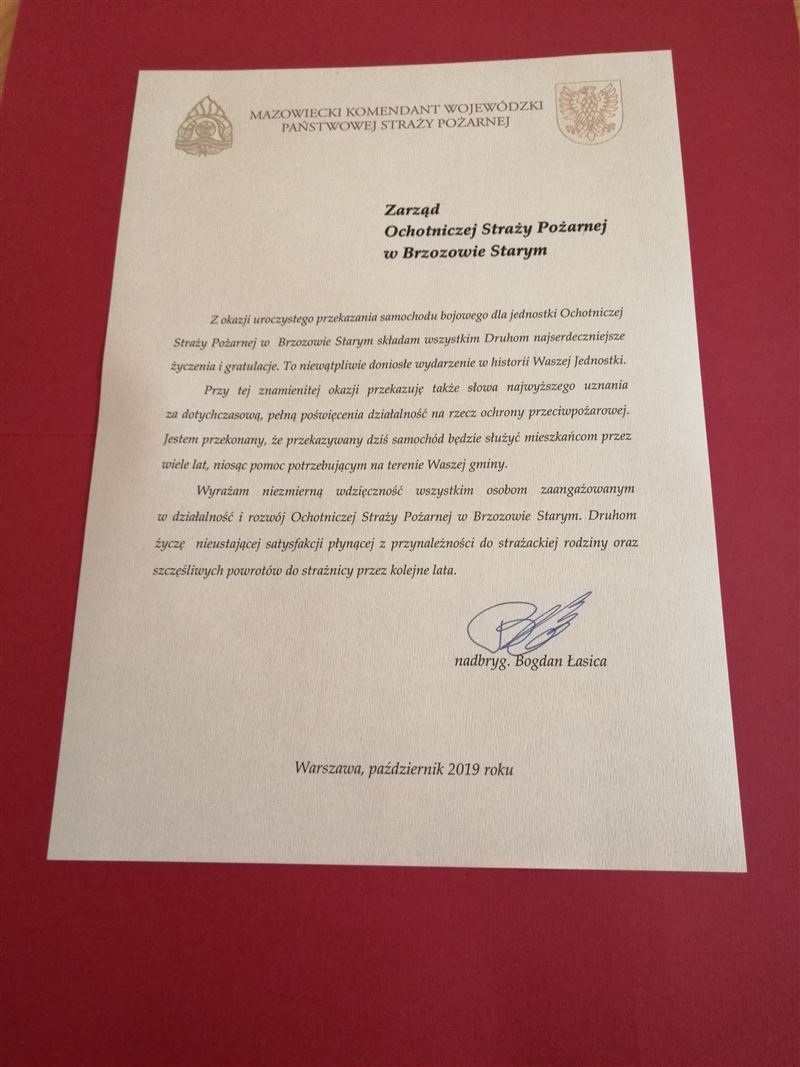 MAZOWIECKI KOMENDANT WOJEWÓDZKI
PAŃSTWOWEJ STRAŻY POŻARNEJ
Zarząd
Ochotniczej Straży Pożarnej
w Brzozowie Starym
Z okazji uroczystego przekazania samochodu bojowego dla jednostki Ochotniczej
Straży Pożarnej w Brzozowie Starym składam wszystkim Druhom najserdeczniejsze
życzenia i gratulacje. To niewątpliwie doniosłe wydarzenie w historii Waszej Jednostki.
Przy tej znamienitej okazji przekazuję także słowa najwyższego uznania
za dotychczasową, pełną poświęcenia działalność na rzecz ochrony przeciwpożarowej.
Jestem przekonany, że przekazywany dziś samochód będzie służyć mieszkańcom przez
wiele lat, niosąc pomoc potrzebującym na terenie Waszej gminy.
Wyrażam niezmierną wdzięczność wszystkim osobom zaangażowanym
w działalność i rozwój Ochotniczej Straży Pożarnej w Brzozowie Starym. Druhom
życzę nieustającej satysfakcji płynącej z przynależności do strażackiej rodziny oraz
szczęśliwych powrotów do strażnicy przez kolejne lata.
nadbryg. Bogdan Łasica
Warszawa, październik 2019 roku